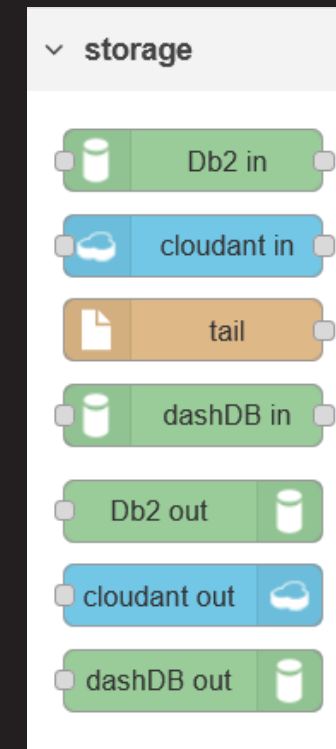 storage
Db2 in
cloudant in
tail
dashDB in
Db2 out
cloudant out
dashDB out